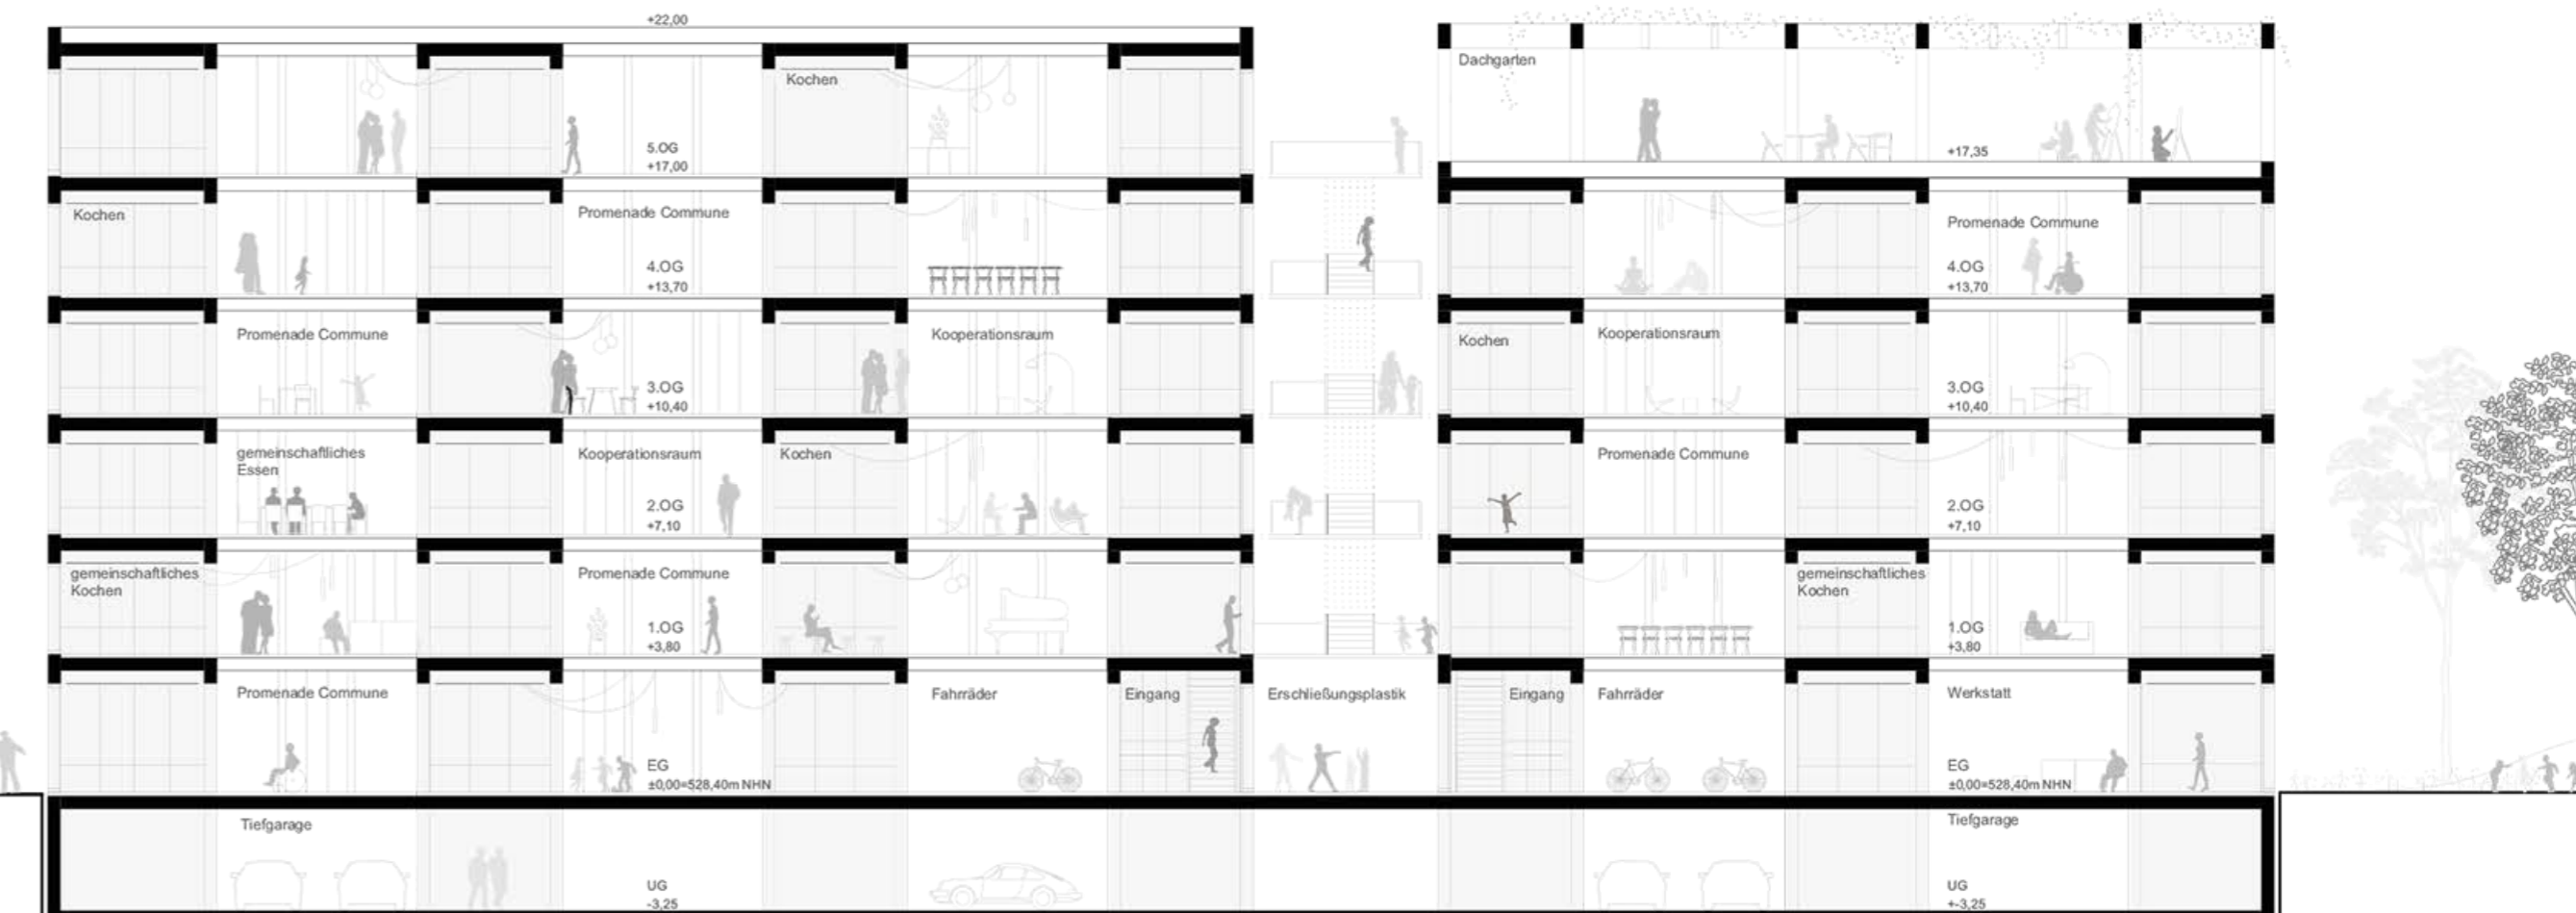 +22,00
Dachgarten
Kochen
5.OG
+17,00
+17,35
Kochen
Promenade Commune
4.OG
+13,70
Promenade Commune
4.OG
+13,70
Promenade Commune
3.OG
+10,40
Kooperationsraum
Kochen
Kooperationsraum
3.OG
+10,40
gemeinschaftliches
Essen
Kooperationsraum
2.OG
+7,10
Kochen
Promenade Commune
2.OG
+7,10
gemeinschaftliches
Kochen
Promenade Commune
1.OG
+3,80
gemeinschaftliches
Kochen
1.OG
+3,80
Promenade Commune
EG
±0,00=528,40m NHN
Fahrräder
Eingang
Erschließungsplastik
Eingang
Fahrräder
Werkstatt
EG
±0,00=528,40m NHN
Tiefgarage
UG
-3,25
Tiefgarage
UG
+-3,25